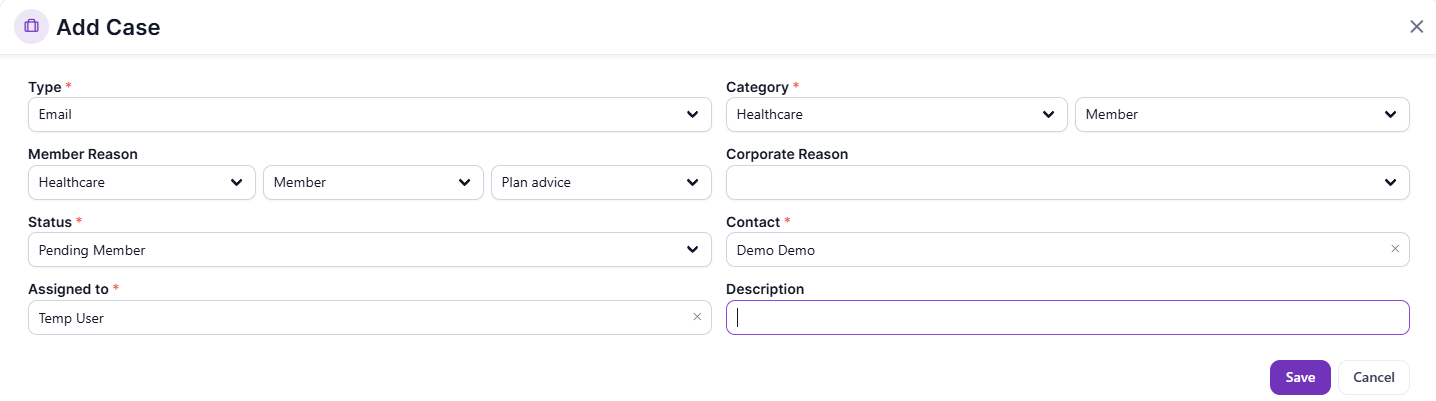 Add Case
Type *
Category *
Email
Healthcare
Member
Member Reason
Corporate Reason
Healthcare
Member
Plan advice
Status *
Contact *
Pending Member
Demo Demo
Assigned to *
Description
Temp User
Save
Cancel